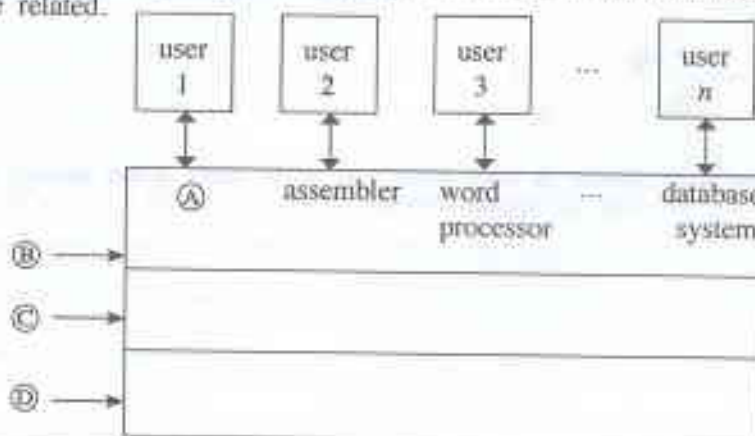 related.
user
1
user
2
user
3
...
user
n
Ⓐ
assembler
word
processor
...
database
system
Ⓑ
Ⓒ
Ⓓ